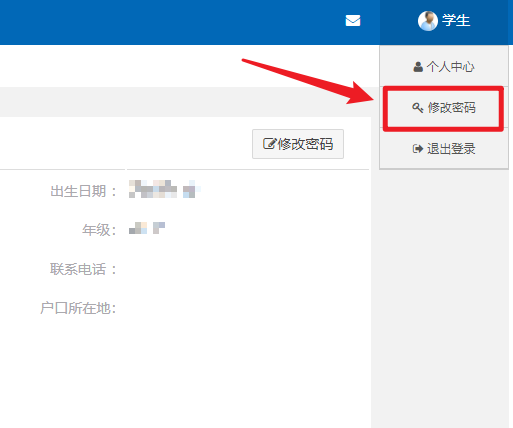 学生
个人中心
修改密码
修改密码
退出登录
出生日期：
年级：
联系电话：
户口所在地：